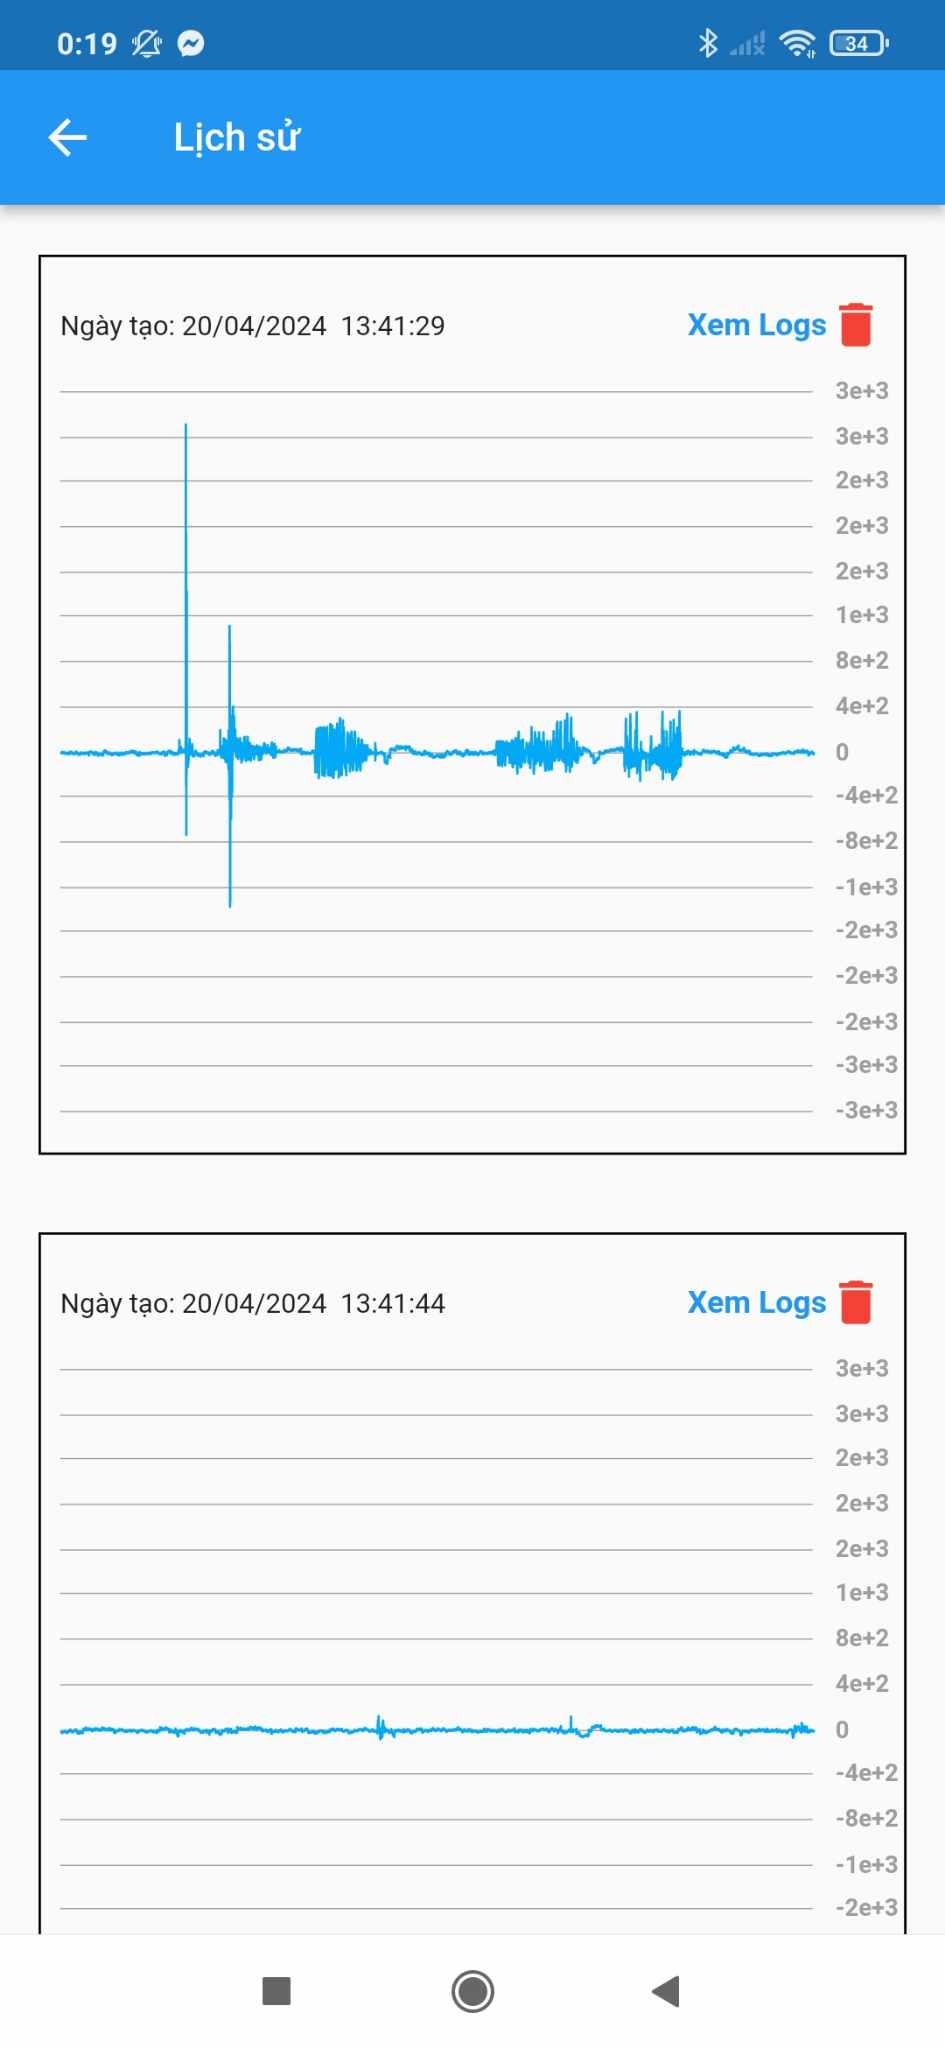 0:19
34
Lịch sử
Ngày tạo: 20/04/2024 13:41:29 Xem Logs
3e+3
3e+3
2e+3
2e+3
2e+3
1e+3
8e+2
4e+2
0
-4e+2
-8e+2
-1e+3
-2e+3
-2e+3
-2e+3
-3e+3
-3e+3
Ngày tạo: 20/04/2024 13:41:44 Xem Logs
3e+3
3e+3
2e+3
2e+3
2e+3
1e+3
8e+2
4e+2
0
-4e+2
-8e+2
-1e+3
-2e+3